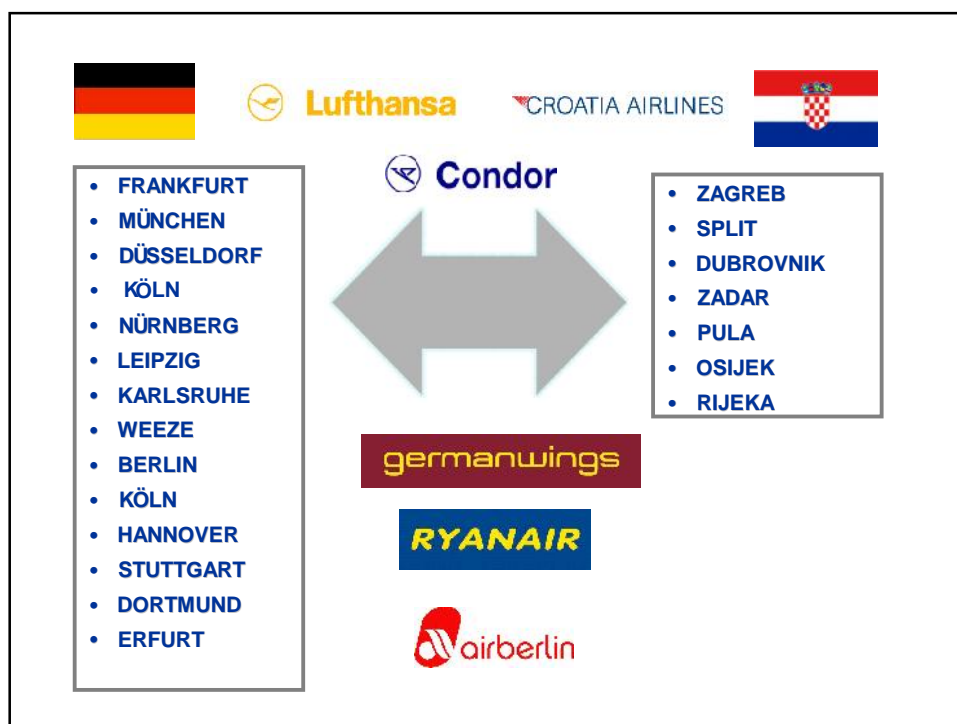 Lufthansa
CROATIA AIRLINES
Condor
• FRANKFURT
• MÜNCHEN
• DÜSSELDORF
• KÖLN
• NÜRNBERG
• LEIPZIG
• KARLSRUHE
• WEEZE
• BERLIN
• KÖLN
• HANNOVER
• STUTTGART
• DORTMUND
• ERFURT
• ZAGREB
• SPLIT
• DUBROVNIK
• ZADAR
• PULA
• OSIJEK
• RIJEKA
germanwings
RYANAIR
airberlin